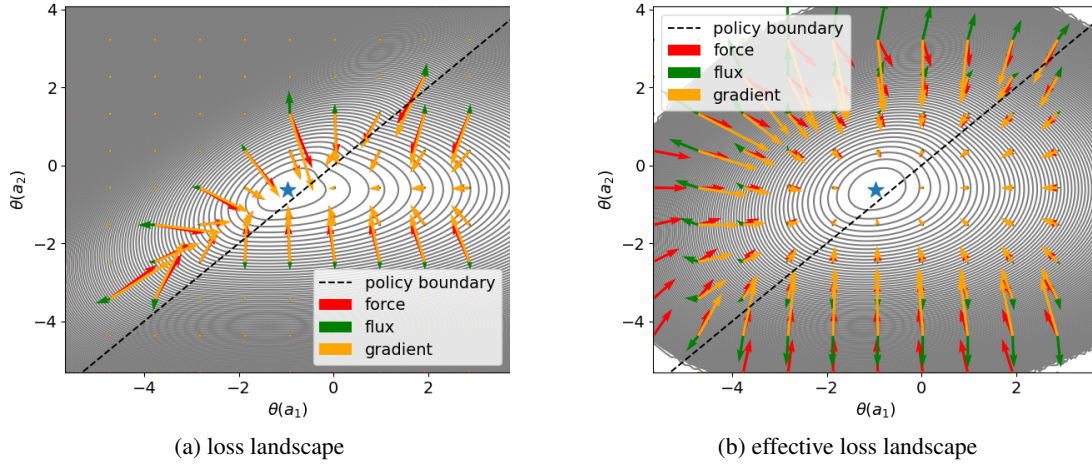 4
2
0
−2
−4
θ(a₂)
−4
−2
0
2
θ(a₁)
policy boundary
force
flux
gradient
(a) loss landscape
4
2
0
−2
−4
θ(a₂)
−4
−2
0
2
θ(a₁)
policy boundary
force
flux
gradient
(b) effective loss landscape